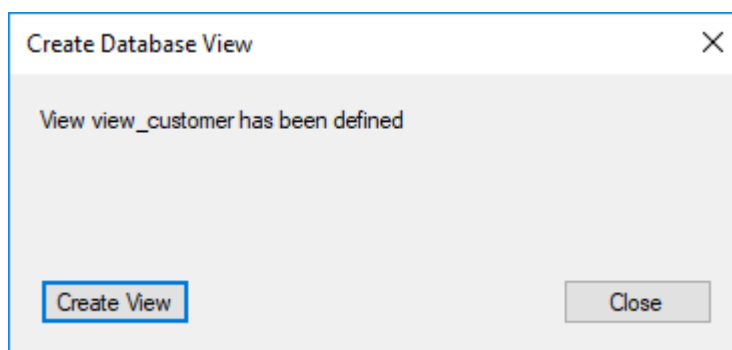 Create Database View
View view_customer has been defined
Create View
Close